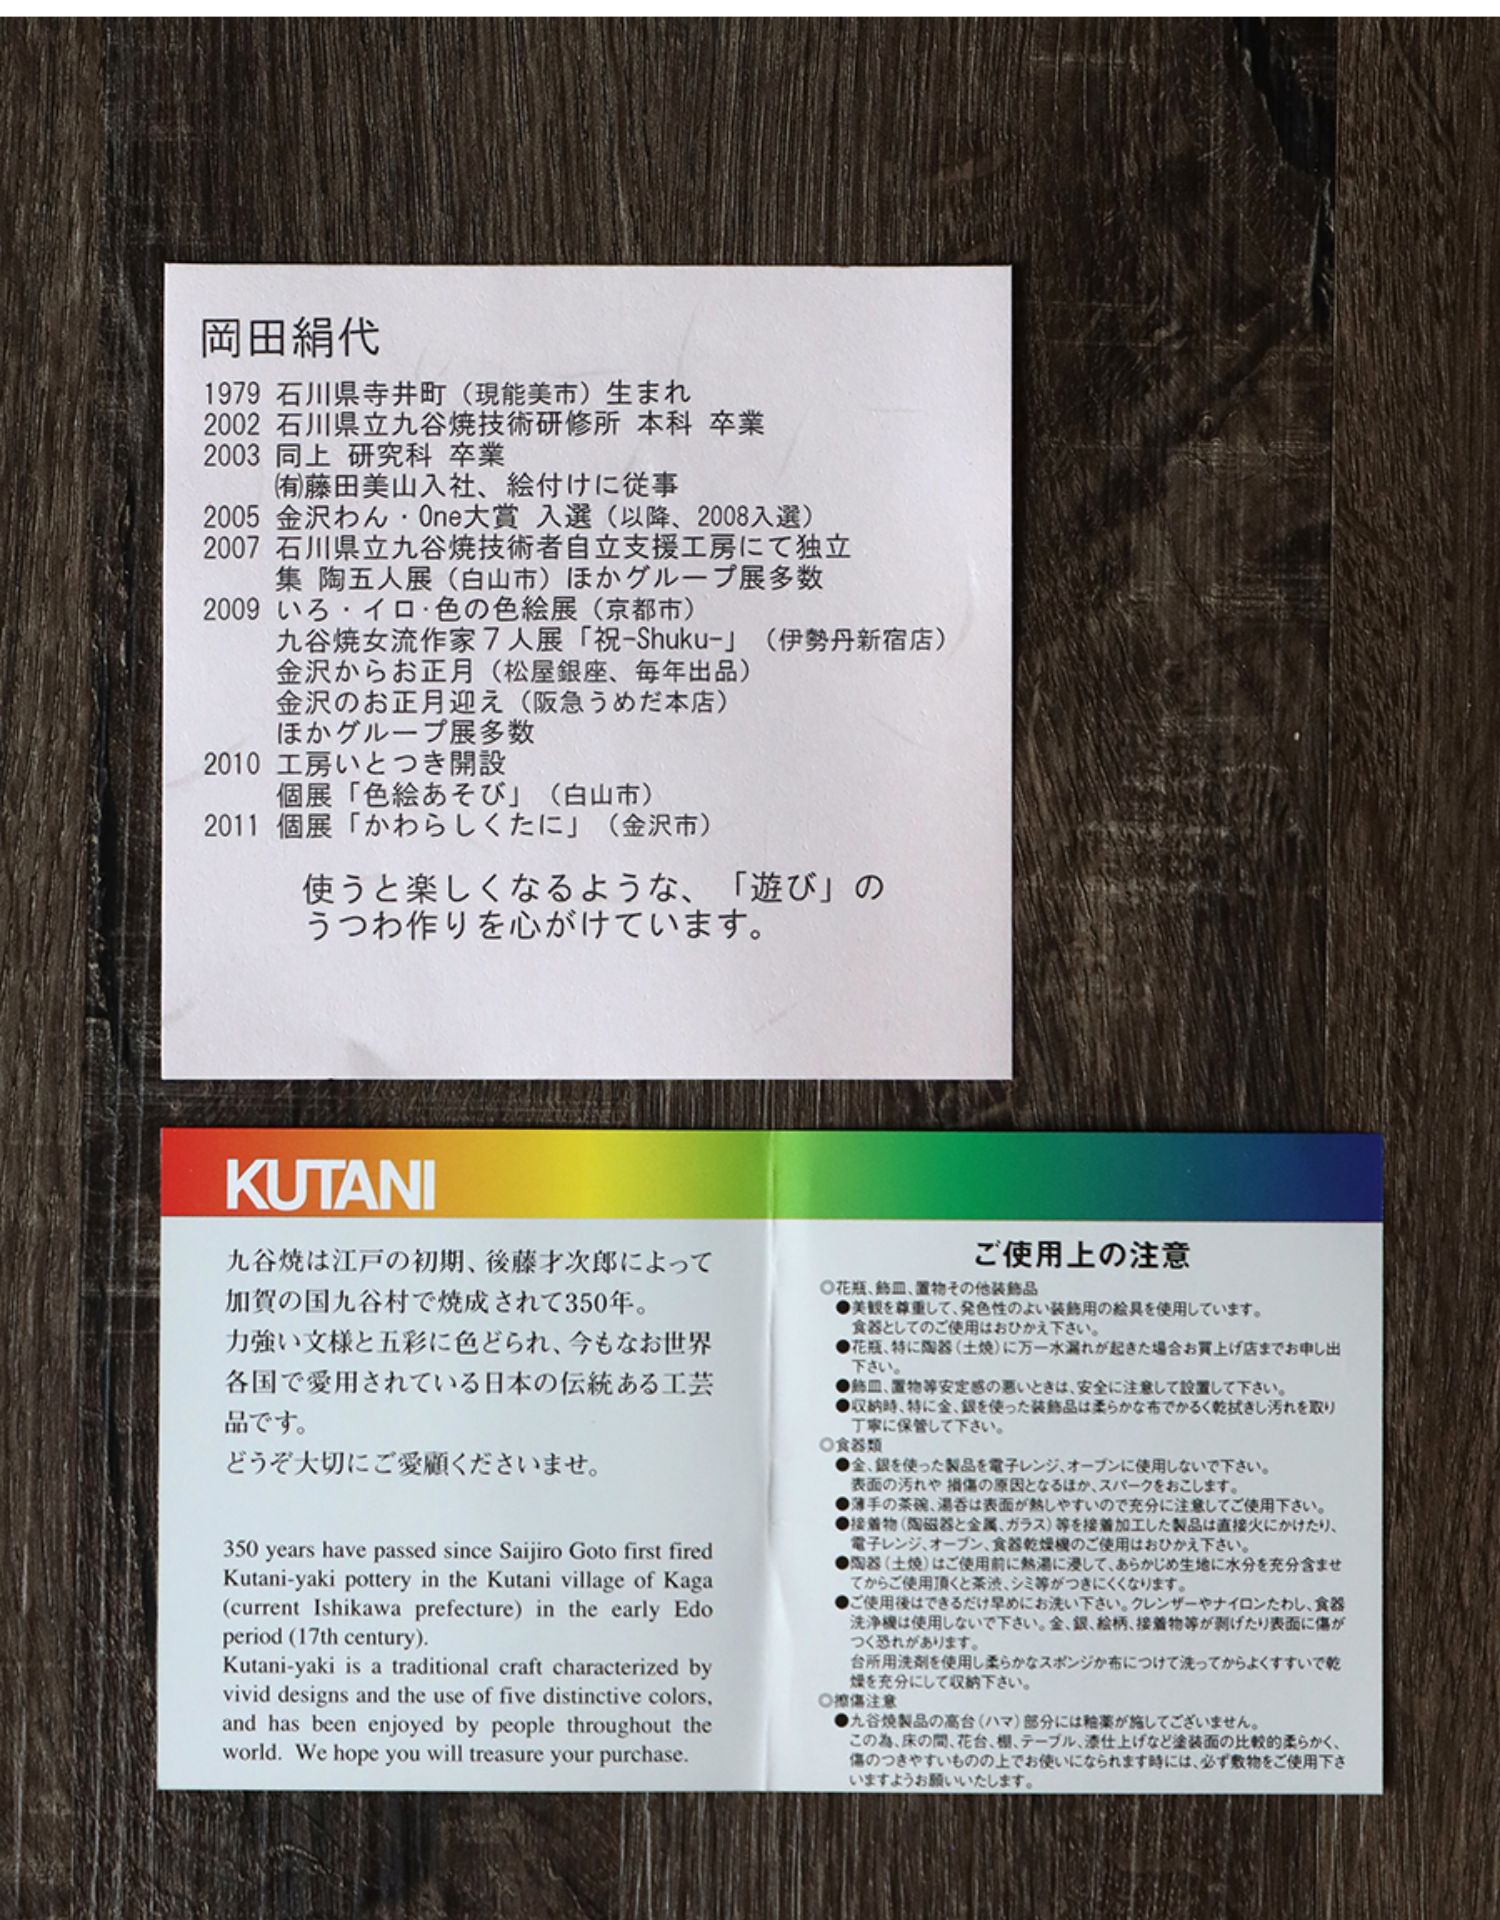 岡田絹代
1979 石川県寺井町（現能美市）生まれ
2002 石川県立九谷焼技術研修所 本科 卒業
2003 同上 研究科 卒業
㈲藤田美山入社、絵付けに従事
2005 金沢わん・One大賞 入選（以降、2008入選）
2007 石川県立九谷焼技術者自立支援工房にて独立
集 陶五人展（白山市）ほかグループ展多数
2009 いろ・イロ・色の色絵展（京都市）
九谷焼女流作家７人展「祝-Shuku-」（伊勢丹新宿店）
金沢からお正月（松屋銀座、毎年出品）
金沢のお正月迎え（阪急うめだ本店）
ほかグループ展多数
2010 工房いとつき開設
個展「色絵あそび」（白山市）
2011 個展「かわらしくたに」（金沢市）
使うと楽しくなるような、「遊び」の
うつわ作りを心がけています。
KUTANI
九谷焼は江戸の初期、後藤才次郎によって
加賀の国九谷村で焼成されて350年。
力強い文様と五彩に色どられ、今もなお世界
各国で愛用されている日本の伝統ある工芸
品です。
どうぞ大切にご愛顧くださいませ。
350 years have passed since Saijiro Goto first fired
Kutani-yaki pottery in the Kutani village of Kaga
(current Ishikawa prefecture) in the early Edo
period (17th century).
Kutani-yaki is a traditional craft characterized by
vivid designs and the use of five distinctive colors,
and has been enjoyed by people throughout the
world. We hope you will treasure your purchase.
ご使用上の注意
◎花瓶、飾皿、置物その他装飾品
●美観を尊重して、発色性のよい装飾用の絵具を使用しています。
食器としてのご使用はおひかえ下さい。
●花瓶、特に陶器（土焼）に万一水漏れが起きた場合お買上げ店までお申し出
下さい。
●飾皿、置物等安定感の悪いときは、安全に注意して設置して下さい。
●収納時、特に金、銀を使った装飾品は柔らかな布でかるく乾拭きし汚れを取り
丁寧に保管して下さい。
◎食器類
●金、銀を使った製品を電子レンジ、オーブンに使用しないで下さい。
表面の汚れや 損傷の原因となるほか、スパークをおこします。
●薄手の茶碗、湯呑は表面が熱しやすいので充分に注意してご使用下さい。
●接着物（陶磁器と金属、ガラス）等を接着加工した製品は直接火にかけたり、
電子レンジ、オーブン、食器乾燥機のご使用はおひかえ下さい。
●陶器（土焼）はご使用前に熱湯に浸して、あらかじめ生地に水分を充分含ませ
てからご使用頂くと茶渋、シミ等がつきにくくなります。
●ご使用後はできるだけ早めにお洗い下さい。クレンザーやナイロンたわし、食器
洗浄機は使用しないで下さい。金、銀、絵柄、接着物等が剥げたり表面に傷が
つく恐れがあります。
台所用洗剤を使用し柔らかなスポンジか布につけて洗ってからよくすすいで乾
燥を充分にして収納下さい。
◎擦傷注意
●九谷焼製品の高台（ハマ）部分には釉薬が施してございません。
この為、床の間、花台、棚、テーブル、漆仕上げなど塗装面の比較的柔らかく、
傷のつきやすいものの上でお使いになられます時には、必ず敷物をご使用下さ
いますようお願いいたします。